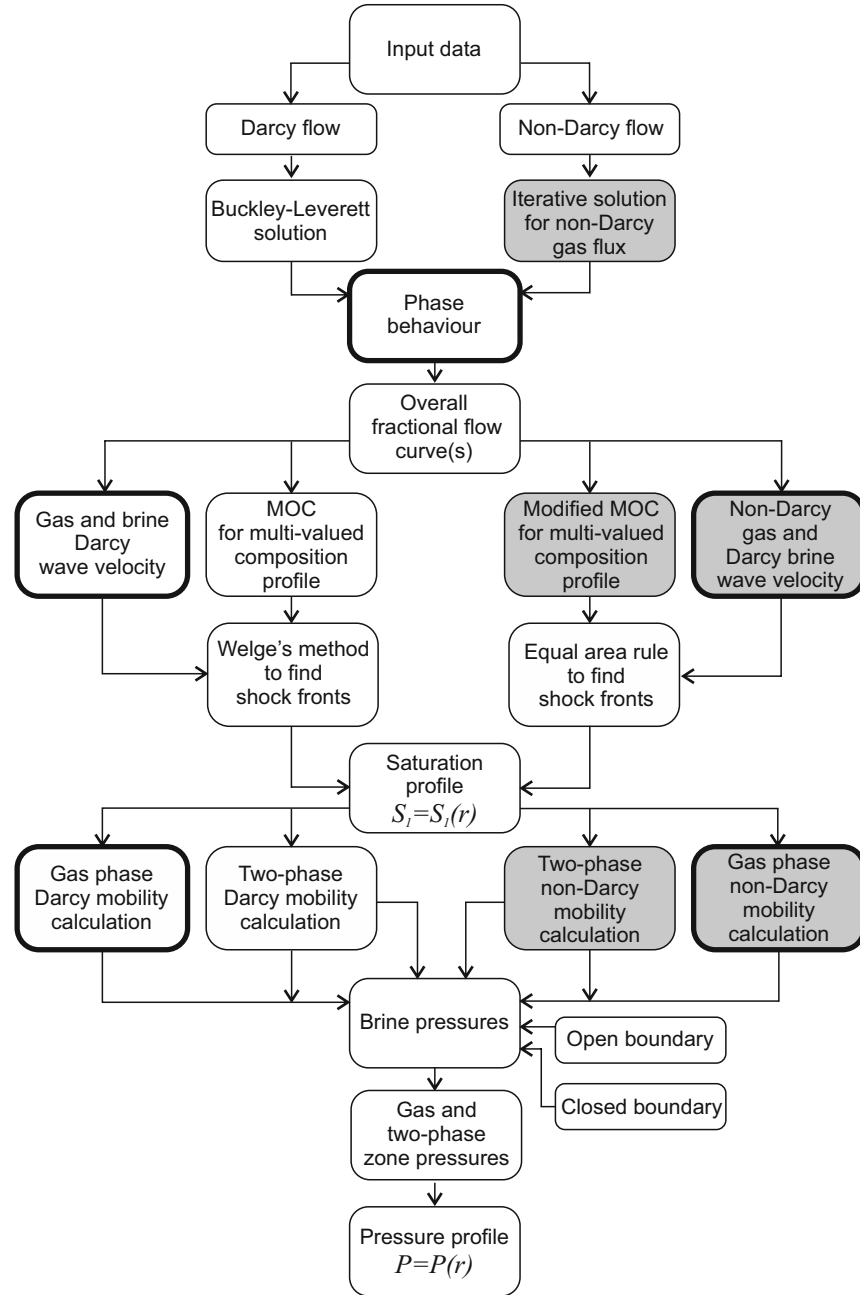 Input data
Darcy flow
Non-Darcy flow
Buckley-Leverett
solution
Iterative solution
for non-Darcy
gas flux
Phase
behaviour
Overall
fractional flow
curve(s)
Gas and brine
Darcy
wave velocity
MOC
for multi-valued
composition
profile
Modified MOC
for multi-valued
composition
profile
Non-Darcy
gas and
Darcy brine
wave velocity
Welge's method
to find
shock fronts
Equal area rule
to find
shock fronts
Saturation
profile
S₁=S₁(r)
Gas phase
Darcy mobility
calculation
Two-phase
Darcy mobility
calculation
Two-phase
non-Darcy
mobility
calculation
Gas phase
non-Darcy
mobility
calculation
Brine pressures
Open boundary
Closed boundary
Gas and
two-phase
zone pressures
Pressure profile
P=P(r)